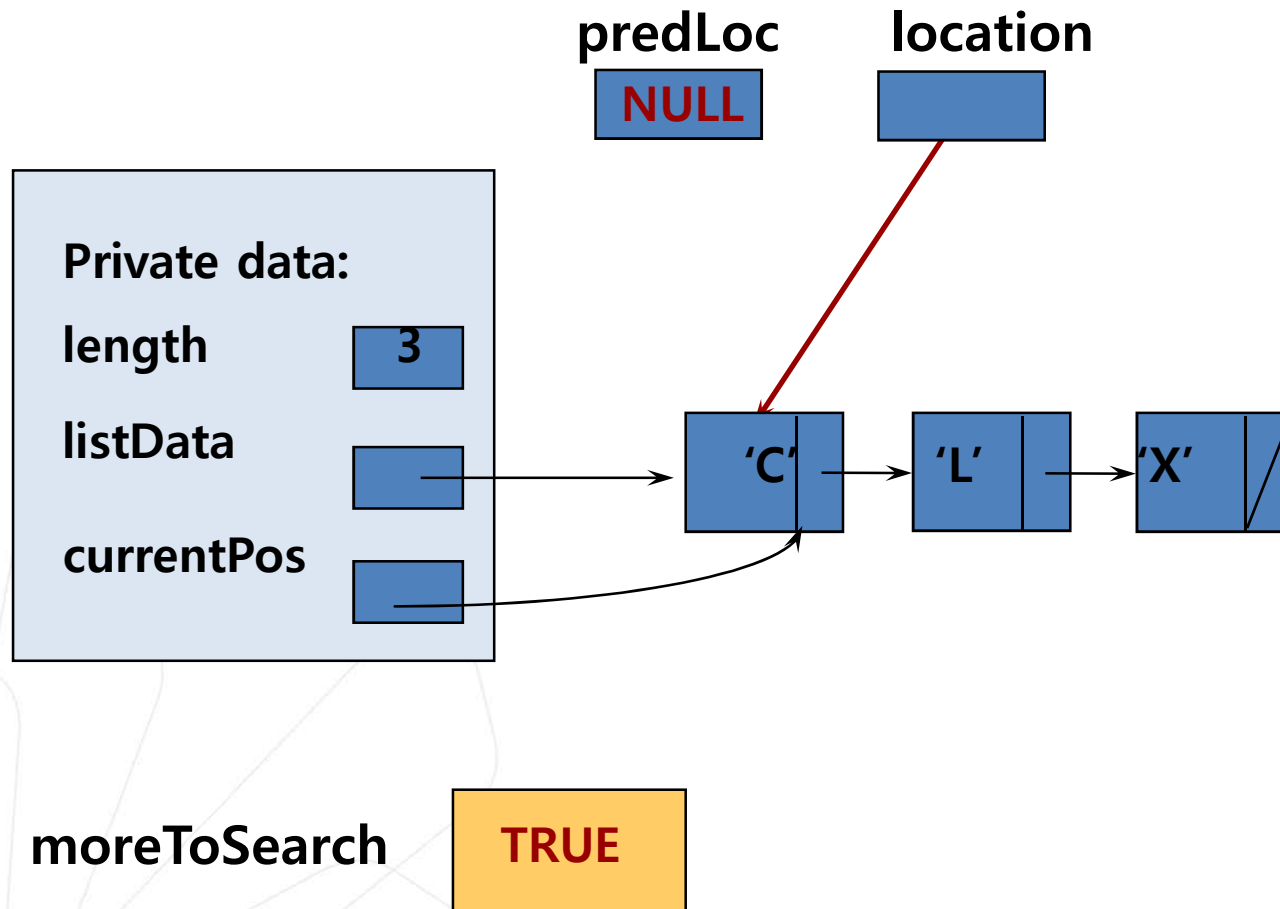 predLoc location
NULL
Private data:
length 3
listData
‘C’ ‘L’ ‘X’
currentPos
moreToSearch TRUE